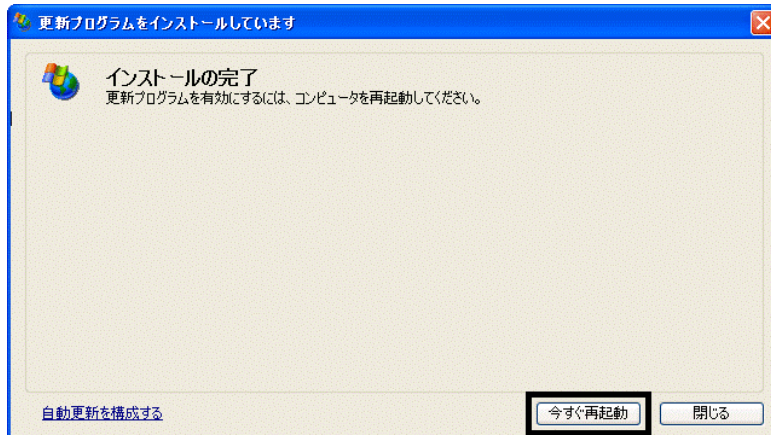 更新プログラムをインストールしています
インストールの完了
更新プログラムを有効にするには、コンピュータを再起動してください。
自動更新を構成する
今すぐ再起動
閉じる